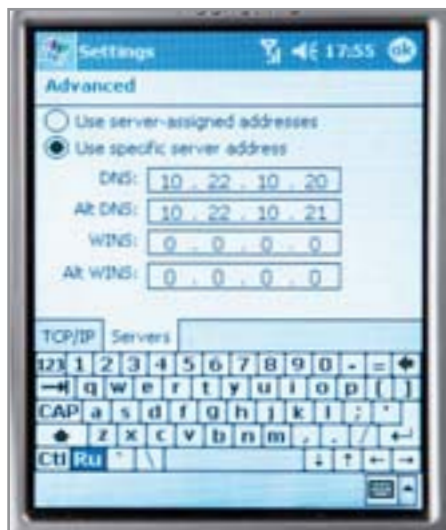 Settings 17:55 ok
Advanced
Use server-assigned addresses
Use specific server address
DNS: 10 . 22 . 10 . 20
Alt DNS: 10 . 22 . 10 . 21
WINS: 0 . 0 . 0 . 0
Alt WINS: 0 . 0 . 0 . 0
TCP/IP Servers
123 1 2 3 4 5 6 7 8 9 0 - =
q w e r t y u i o p [ ]
CAP a s d f g h j k l ; '
z x c v b n m , . /
Ctl Ru ` \